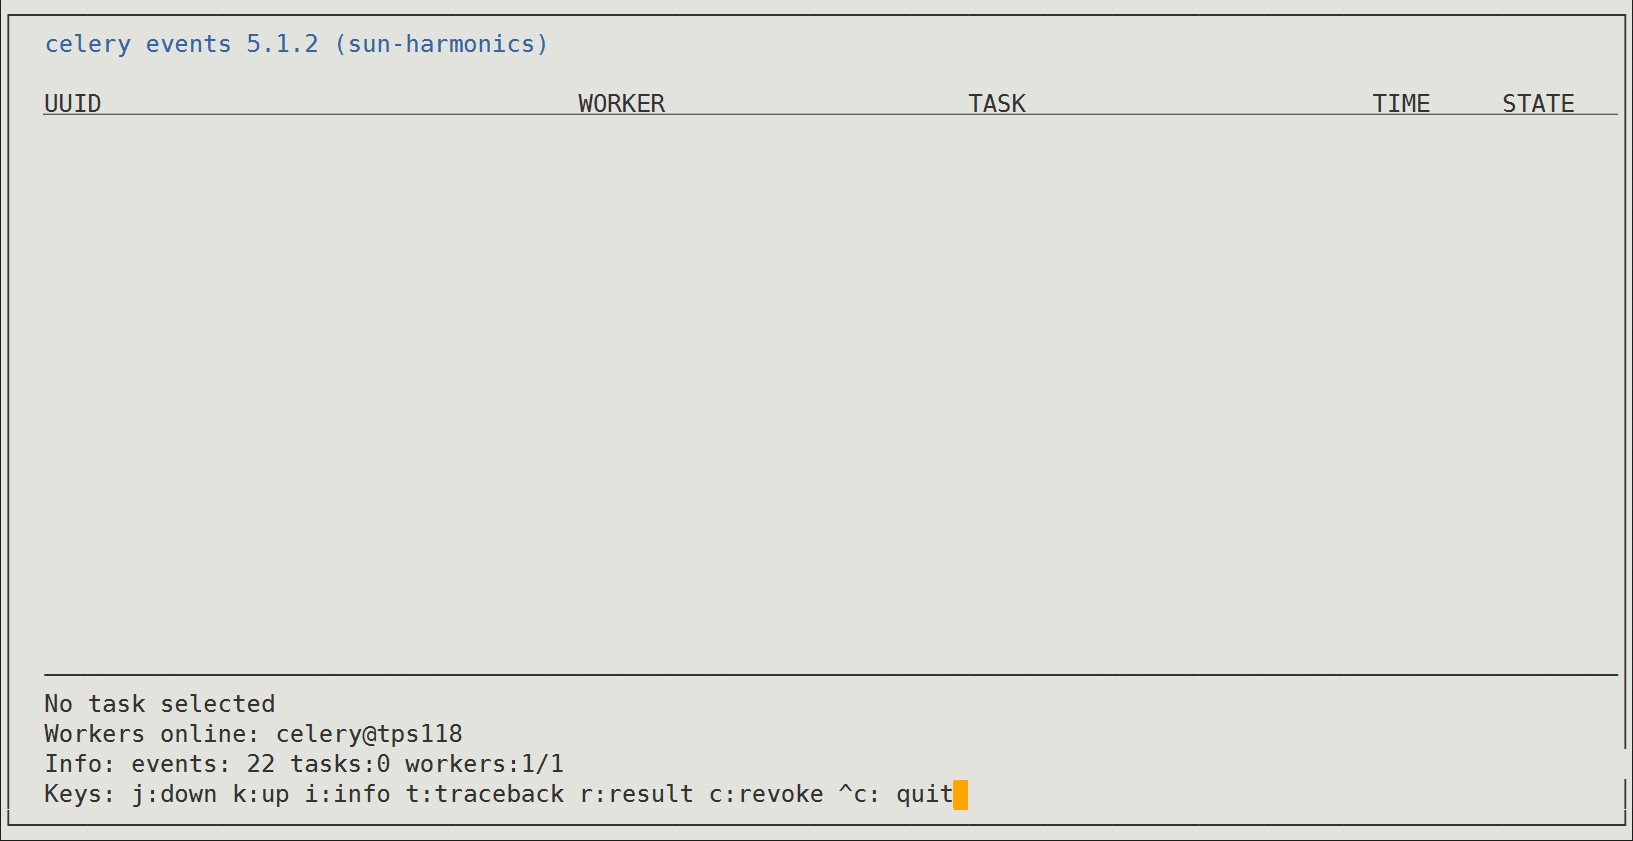 celery events 5.1.2 (sun-harmonics)
UUID WORKER TASK TIME STATE
No task selected
Workers online: celery@tps118
Info: events: 22 tasks:0 workers:1/1
Keys: j:down k:up i:info t:traceback r:result c:revoke ^c: quit